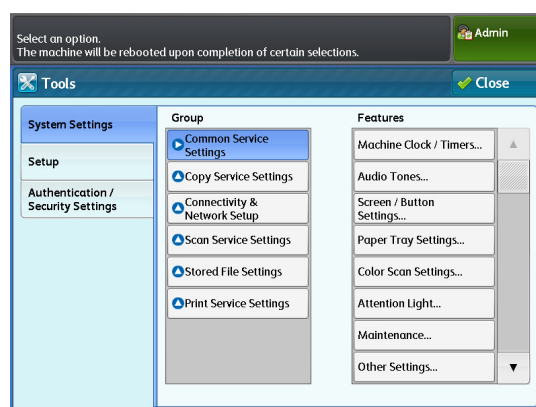 Select an option.
The machine will be rebooted upon completion of certain selections.
Admin
Tools
Close
System Settings
Setup
Authentication /
Security Settings
Group
Common Service
Settings
Copy Service Settings
Connectivity &
Network Setup
Scan Service Settings
Stored File Settings
Print Service Settings
Features
Machine Clock / Timers...
Audio Tones...
Screen / Button
Settings...
Paper Tray Settings...
Color Scan Settings...
Attention Light...
Maintenance...
Other Settings...